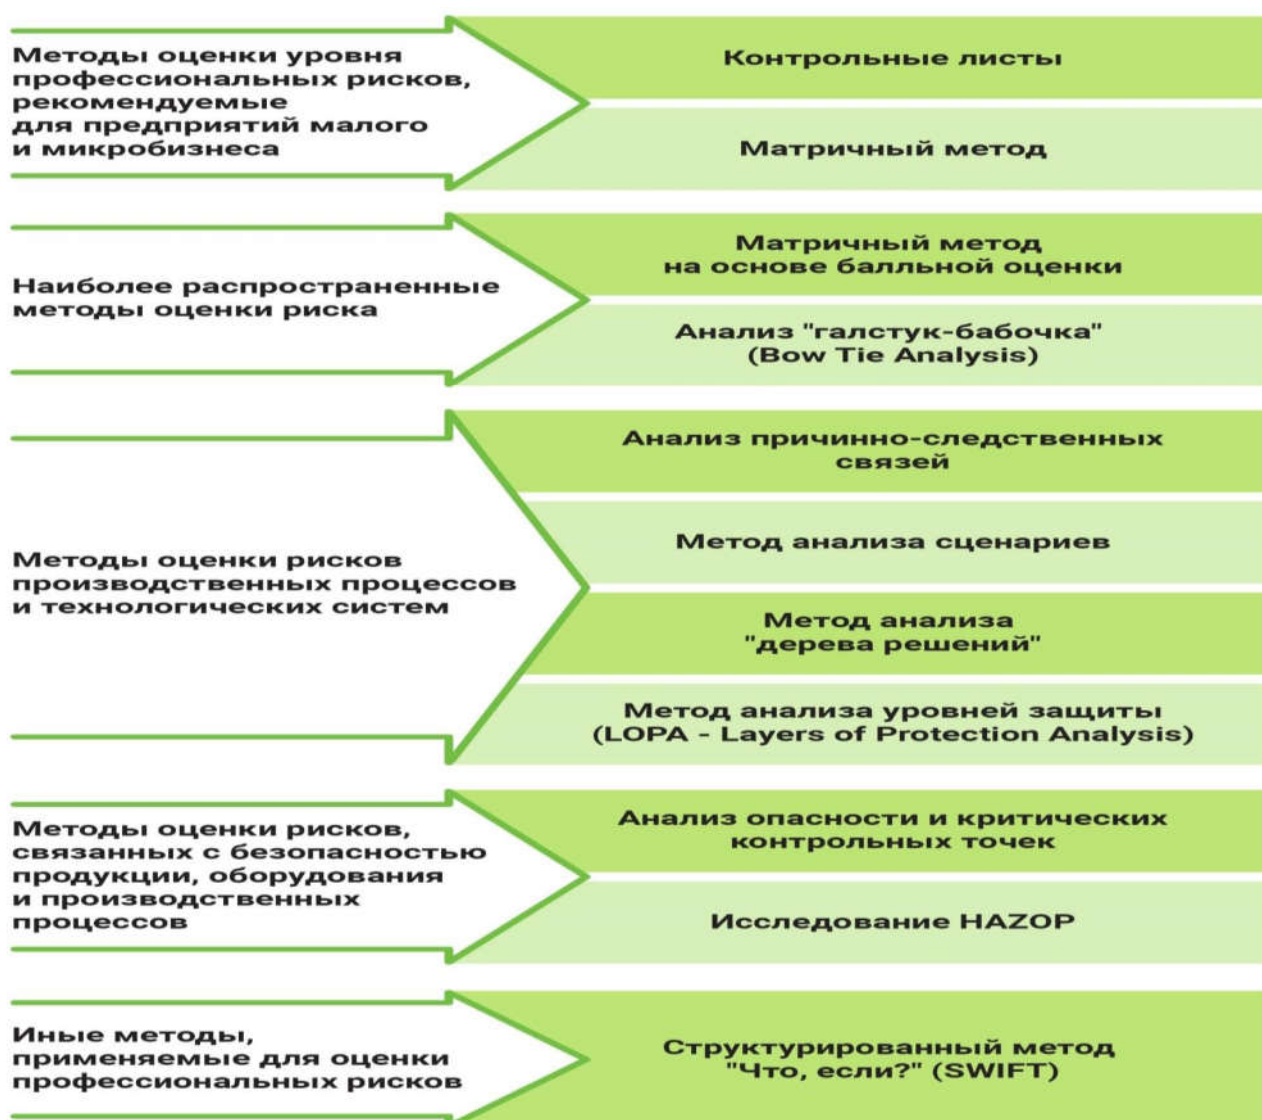 Методы оценки уровня
профессиональных рисков,
рекомендуемые
для предприятий малого
и микробизнеса
Контрольные листы
Матричный метод
Наиболее распространенные
методы оценки риска
Матричный метод
на основе балльной оценки
Анализ "галстук-бабочка"
(Bow Tie Analysis)
Методы оценки рисков
производственных процессов
и технологических систем
Анализ причинно-следственных
связей
Метод анализа сценариев
Метод анализа
"дерева решений"
Метод анализа уровней защиты
(LOPA - Layers of Protection Analysis)
Методы оценки рисков,
связанных с безопасностью
продукции, оборудования
и производственных
процессов
Анализ опасности и критических
контрольных точек
Исследование HAZOP
Иные методы,
применяемые для оценки
профессиональных рисков
Структурированный метод
"Что, если?" (SWIFT)